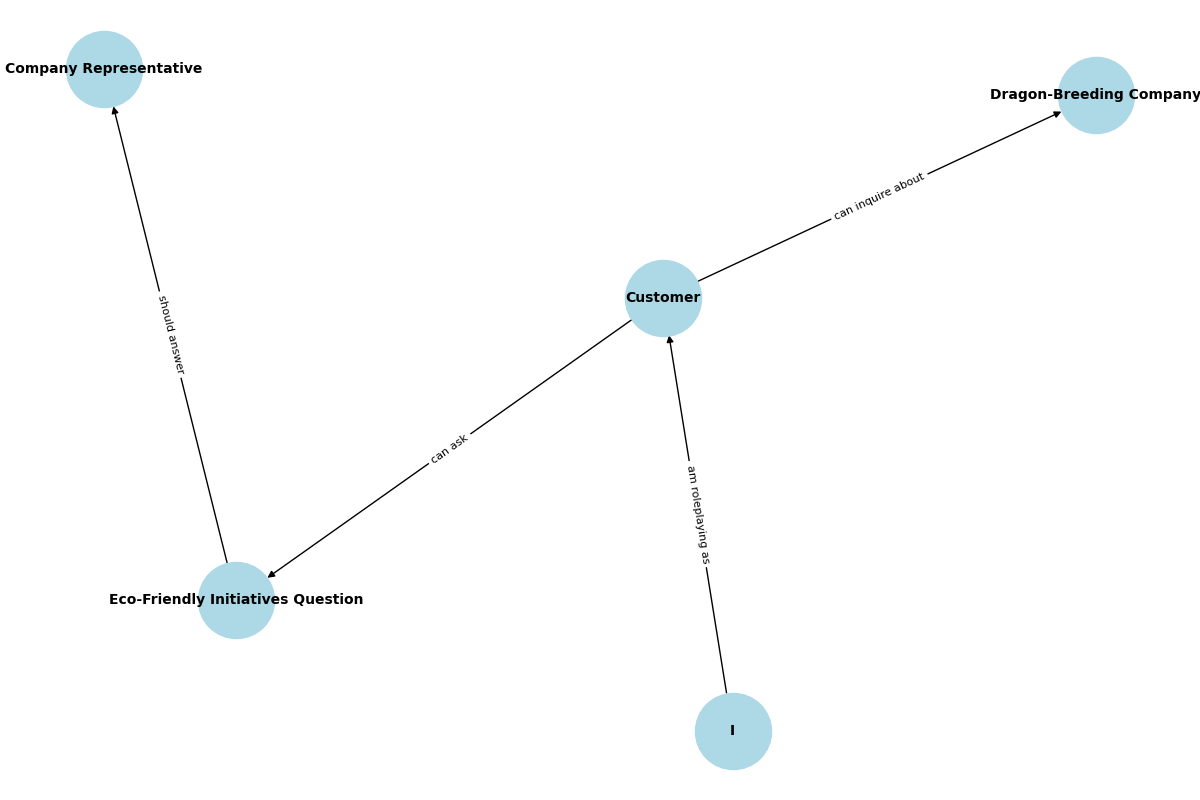 Company Representative
Dragon-Breeding Company
can inquire about
Customer
should answer
can ask
am roleplaying as
Eco-Friendly Initiatives Question
I